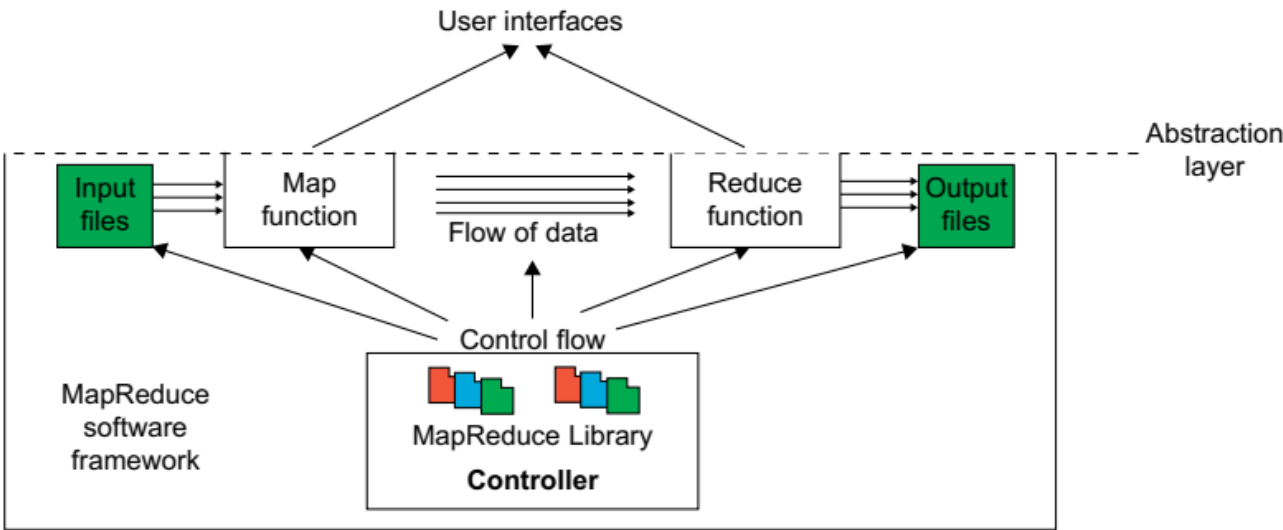 User interfaces
Abstraction
layer
Input
files
Map
function
Flow of data
Reduce
function
Output
files
Control flow
MapReduce
software
framework
MapReduce Library
Controller